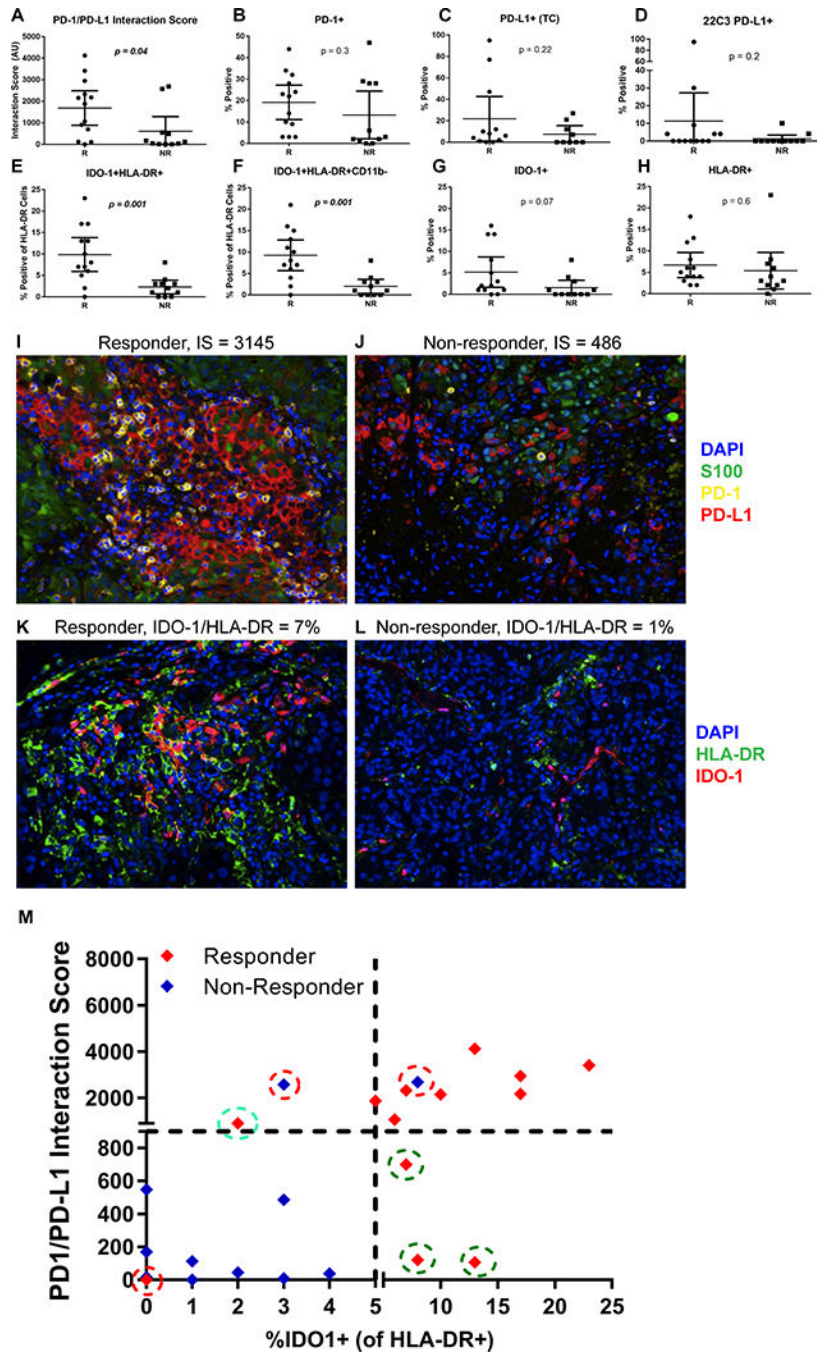 A PD-1/PD-L1 Interaction Score
p = 0.04
Interaction Score (AU)
5000
4000
3000
2000
1000
0
R NR
B PD-1+
p = 0.3
% Positive
50
40
30
20
10
0
R NR
C PD-L1+ (TC)
p = 0.22
% Positive
100
80
60
40
20
0
R NR
D 22C3 PD-L1+
p = 0.2
% Positive
100
80
60
40
30
20
10
0
R NR
E IDO-1+HLA-DR+
p = 0.001
% Positive of HLA-DR Cells
25
20
15
10
5
0
R NR
F IDO-1+HLA-DR+CD11b-
p = 0.001
% Positive of HLA-DR Cells
25
20
15
10
5
0
R NR
G IDO-1+
p = 0.07
% Positive
25
20
15
10
5
0
R NR
H HLA-DR+
p = 0.6
% Positive
25
20
15
10
5
0
R NR
I Responder, IS = 3145
J Non-responder, IS = 486
DAPI
S100
PD-1
PD-L1
K Responder, IDO-1/HLA-DR = 7%
L Non-responder, IDO-1/HLA-DR = 1%
DAPI
HLA-DR
IDO-1
M
Responder
Non-Responder
PD1/PD-L1 Interaction Score
8000
6000
4000
2000
800
600
400
200
0
0 1 2 3 4 5 10 15 20 25
%IDO1+ (of HLA-DR+)